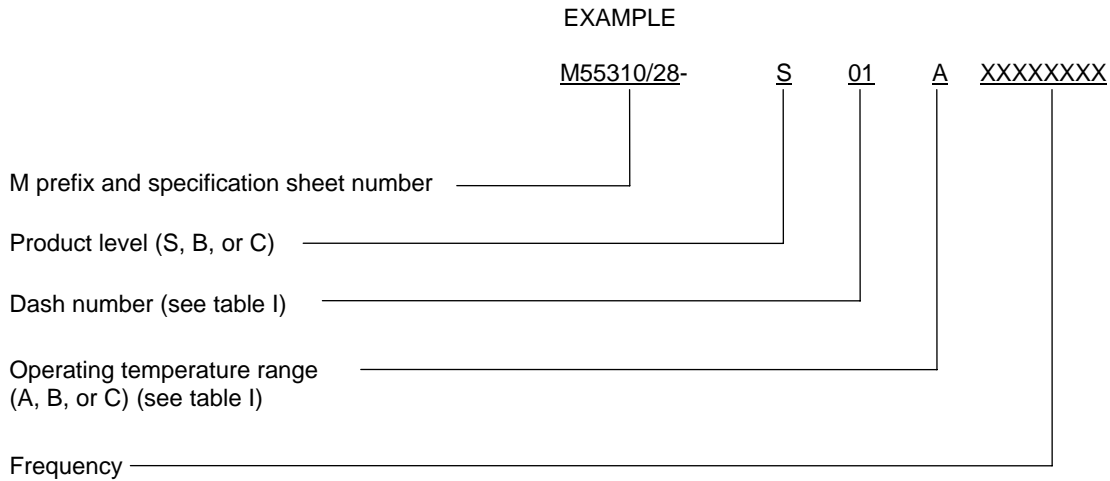 EXAMPLE
M55310/28- S 01 A XXXXXXXX
M prefix and specification sheet number
Product level (S, B, or C)
Dash number (see table I)
Operating temperature range
(A, B, or C) (see table I)
Frequency